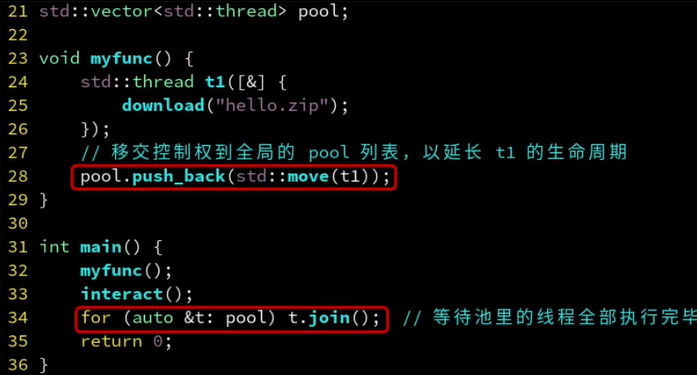 21 std::vector<std::thread> pool;
22
23 void myfunc() {
24     std::thread t1([&] {
25         download("hello.zip");
26     });
27     // 移交控制权到全局的 pool 列表，以延长 t1 的生命周期
28     pool.push_back(std::move(t1));
29 }
30
31 int main() {
32     myfunc();
33     interact();
34     for (auto &t: pool) t.join();  // 等待池里的线程全部执行完毕
35     return 0;
36 }